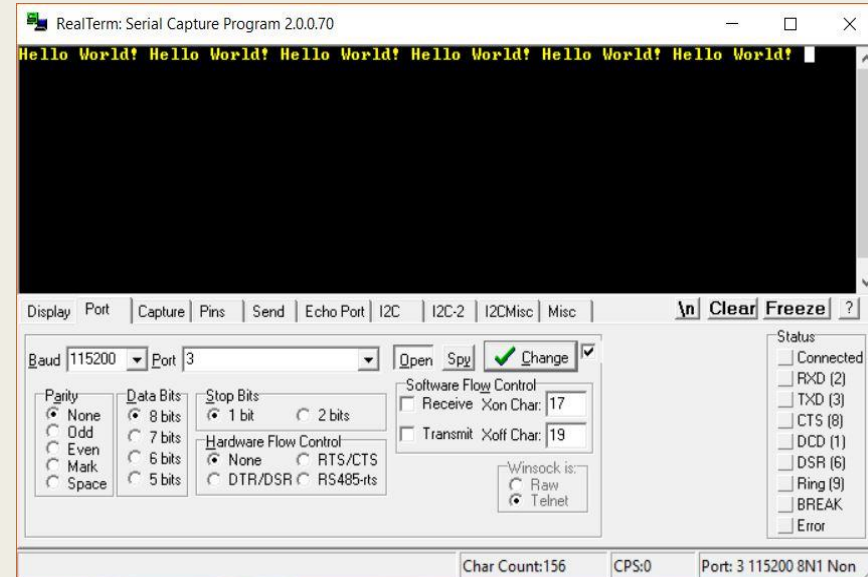 RealTerm: Serial Capture Program 2.0.0.70
Hello World! Hello World! Hello World! Hello World! Hello World! Hello World!
Display Port Capture Pins Send Echo Port I2C I2C-2 I2CMisc Misc \n Clear Freeze ?
Baud 115200 Port 3 Open Spy Change
Parity
None
Odd
Even
Mark
Space
Data Bits
8 bits
7 bits
6 bits
5 bits
Stop Bits
1 bit 2 bits
Hardware Flow Control
None RTS/CTS
DTR/DSR RS485-rts
Software Flow Control
Receive Xon Char: 17
Transmit Xoff Char: 19
Winsock is:
Raw
Telnet
Status
Connected
RXD (2)
TXD (3)
CTS (8)
DCD (1)
DSR (6)
Ring (9)
BREAK
Error
Char Count:156 CPS:0 Port: 3 115200 8N1 Non